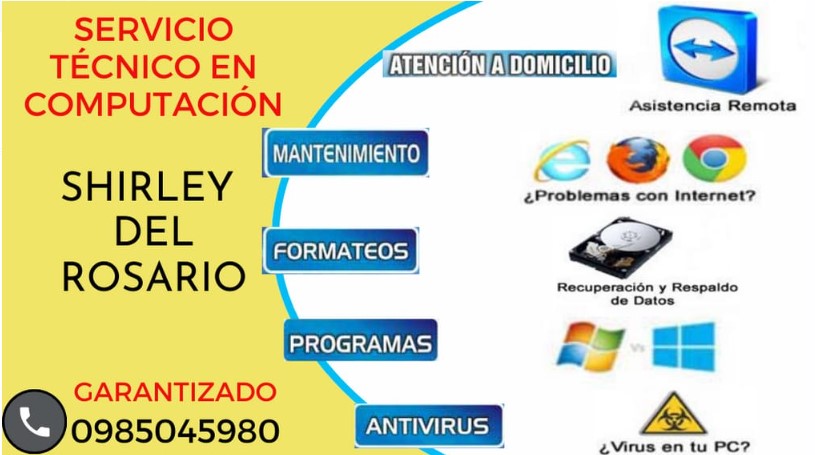 SERVICIO
TÉCNICO EN
COMPUTACIÓN
SHIRLEY
DEL
ROSARIO
GARANTIZADO
0985045980
ATENCIÓN A DOMICILIO
MANTENIMIENTO
FORMATEOS
PROGRAMAS
ANTIVIRUS
Asistencia Remota
¿Problemas con Internet?
Recuperación y Respaldo
de Datos
Vs
¿Virus en tu PC?